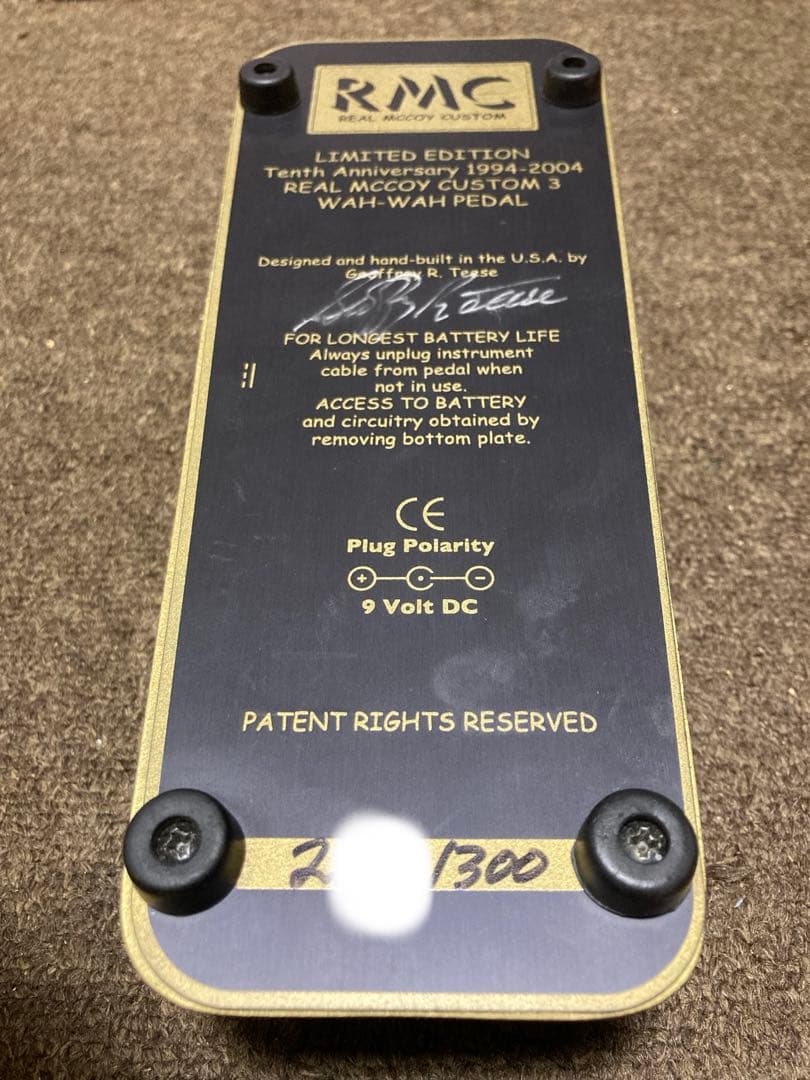 RMC
REAL MCCOY CUSTOM
LIMITED EDITION
Tenth Anniversary 1994-2004
REAL MCCOY CUSTOM 3
WAH-WAH PEDAL
Designed and hand-built in the U.S.A. by
Geoffrey R. Teese
FOR LONGEST BATTERY LIFE
Always unplug instrument
cable from pedal when
not in use.
ACCESS TO BATTERY
and circuitry obtained by
removing bottom plate.
CE
Plug Polarity
+ -
9 Volt DC
PATENT RIGHTS RESERVED
2 /300